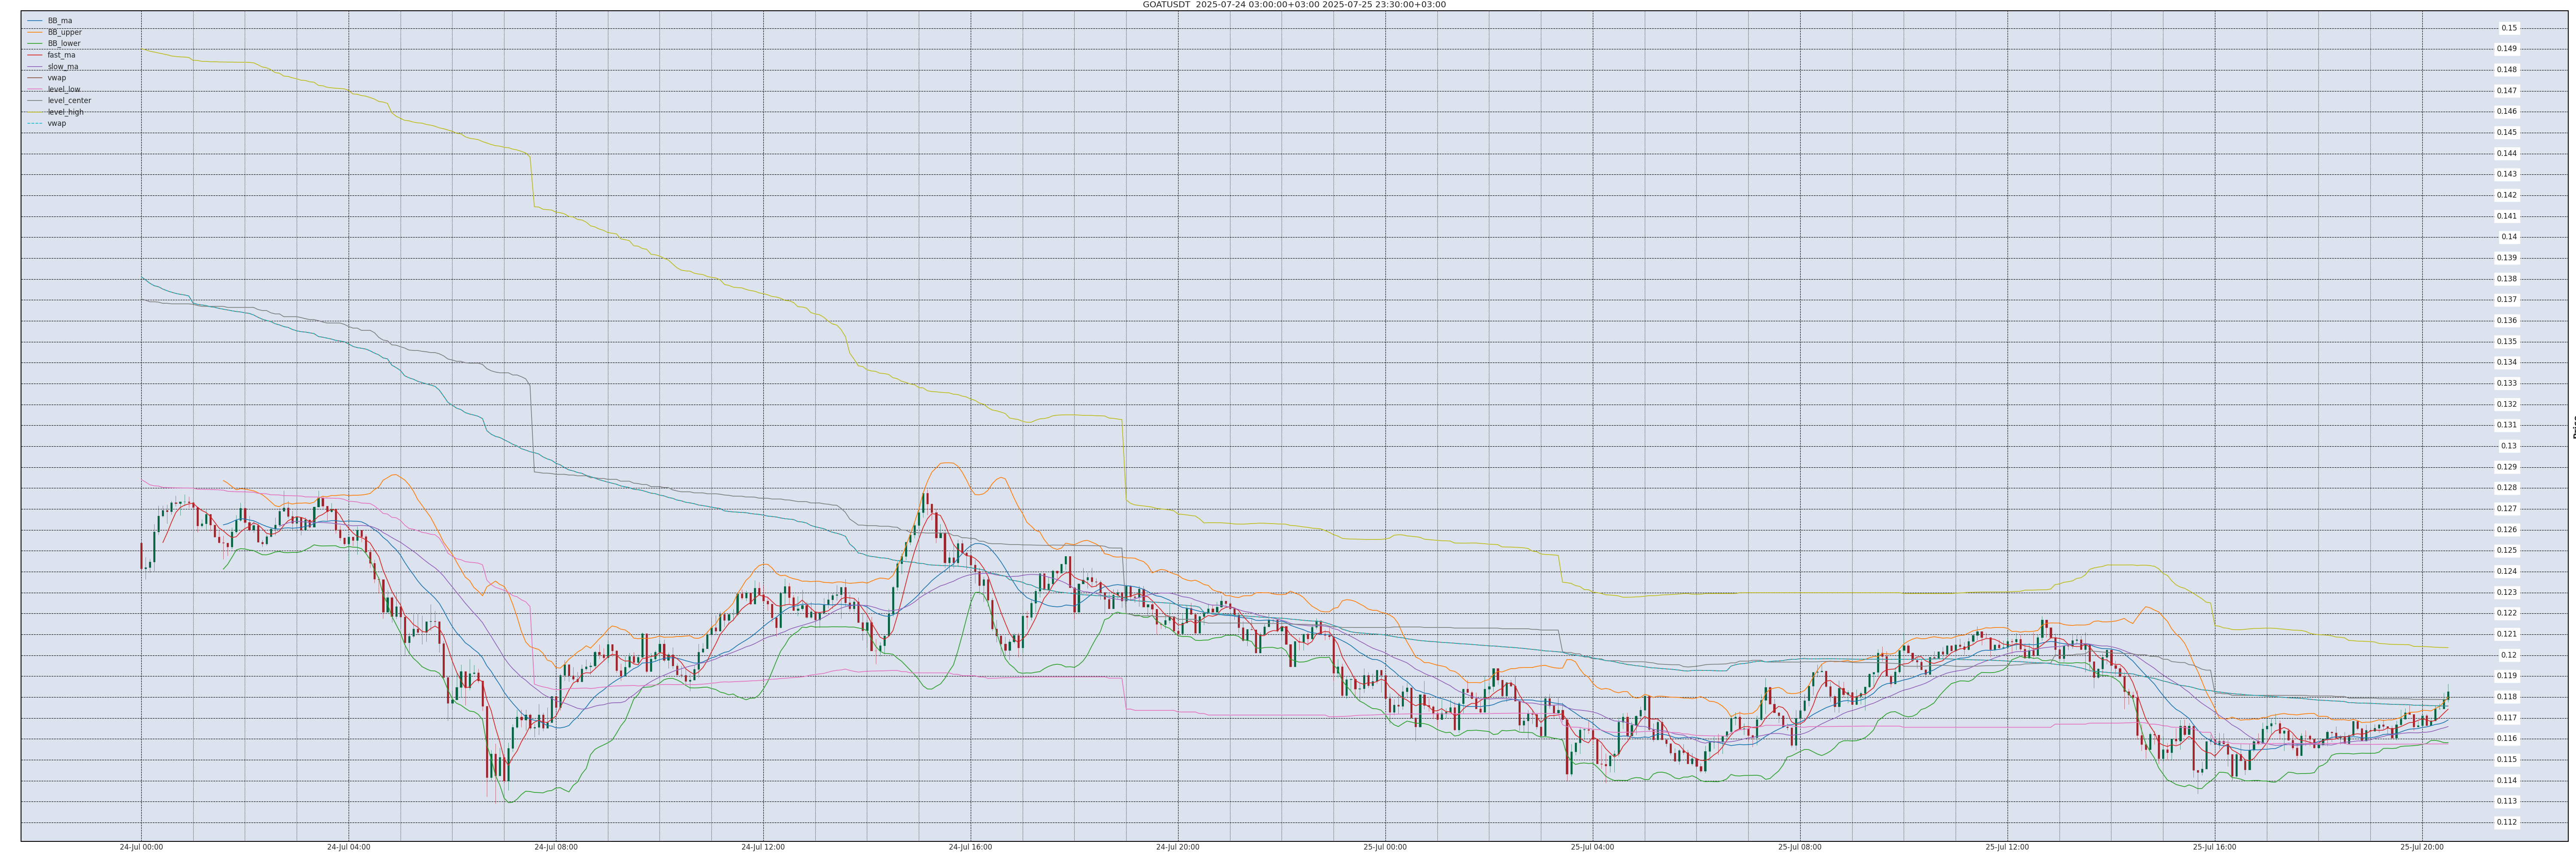 GOATUSDT 2025-07-24 03:00:00+03:00 2025-07-25 23:30:00+03:00
BB_ma
BB_upper
BB_lower
fast_ma
slow_ma
vwap
level_low
level_center
level_high
vwap
0.15
0.149
0.148
0.147
0.146
0.145
0.144
0.143
0.142
0.141
0.14
0.139
0.138
0.137
0.136
0.135
0.134
0.133
0.132
0.131
0.13
0.129
0.128
0.127
0.126
0.125
0.124
0.123
0.122
0.121
0.12
0.119
0.118
0.117
0.116
0.115
0.114
0.113
0.112
Price
24-Jul 00:00
24-Jul 04:00
24-Jul 08:00
24-Jul 12:00
24-Jul 16:00
24-Jul 20:00
25-Jul 00:00
25-Jul 04:00
25-Jul 08:00
25-Jul 12:00
25-Jul 16:00
25-Jul 20:00